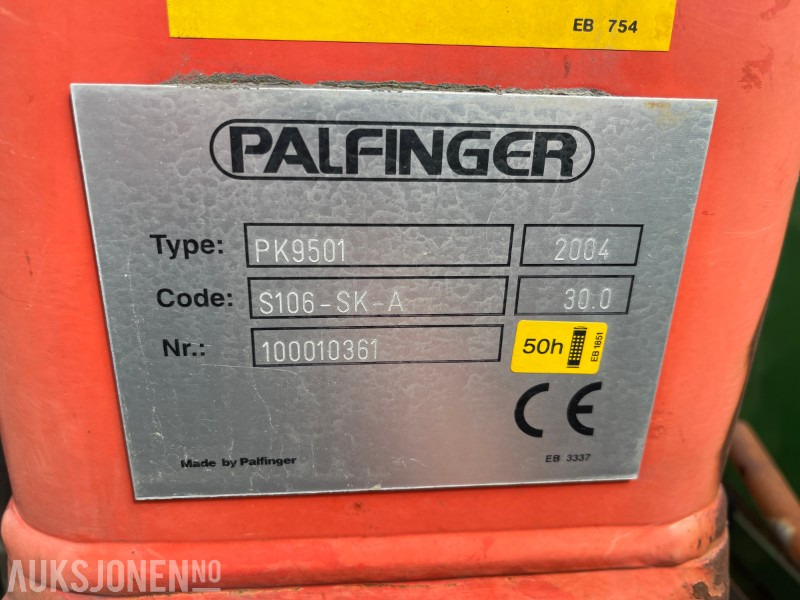 EB 754
PALFINGER
Type: PK9501 2004
Code: S106-SK-A 30.0
Nr.: 100010361 50h EB 1851
CE
Made by Palfinger EB 3337
AUKSJONEN.NO